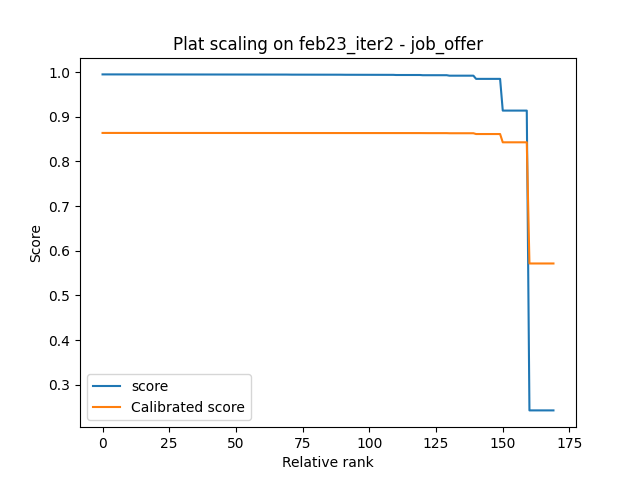 Plat scaling on feb23_iter2 - job_offer
1.0
0.9
0.8
0.7
0.6
0.5
0.4
0.3
Score
score
Calibrated score
0 25 50 75 100 125 150 175
Relative rank